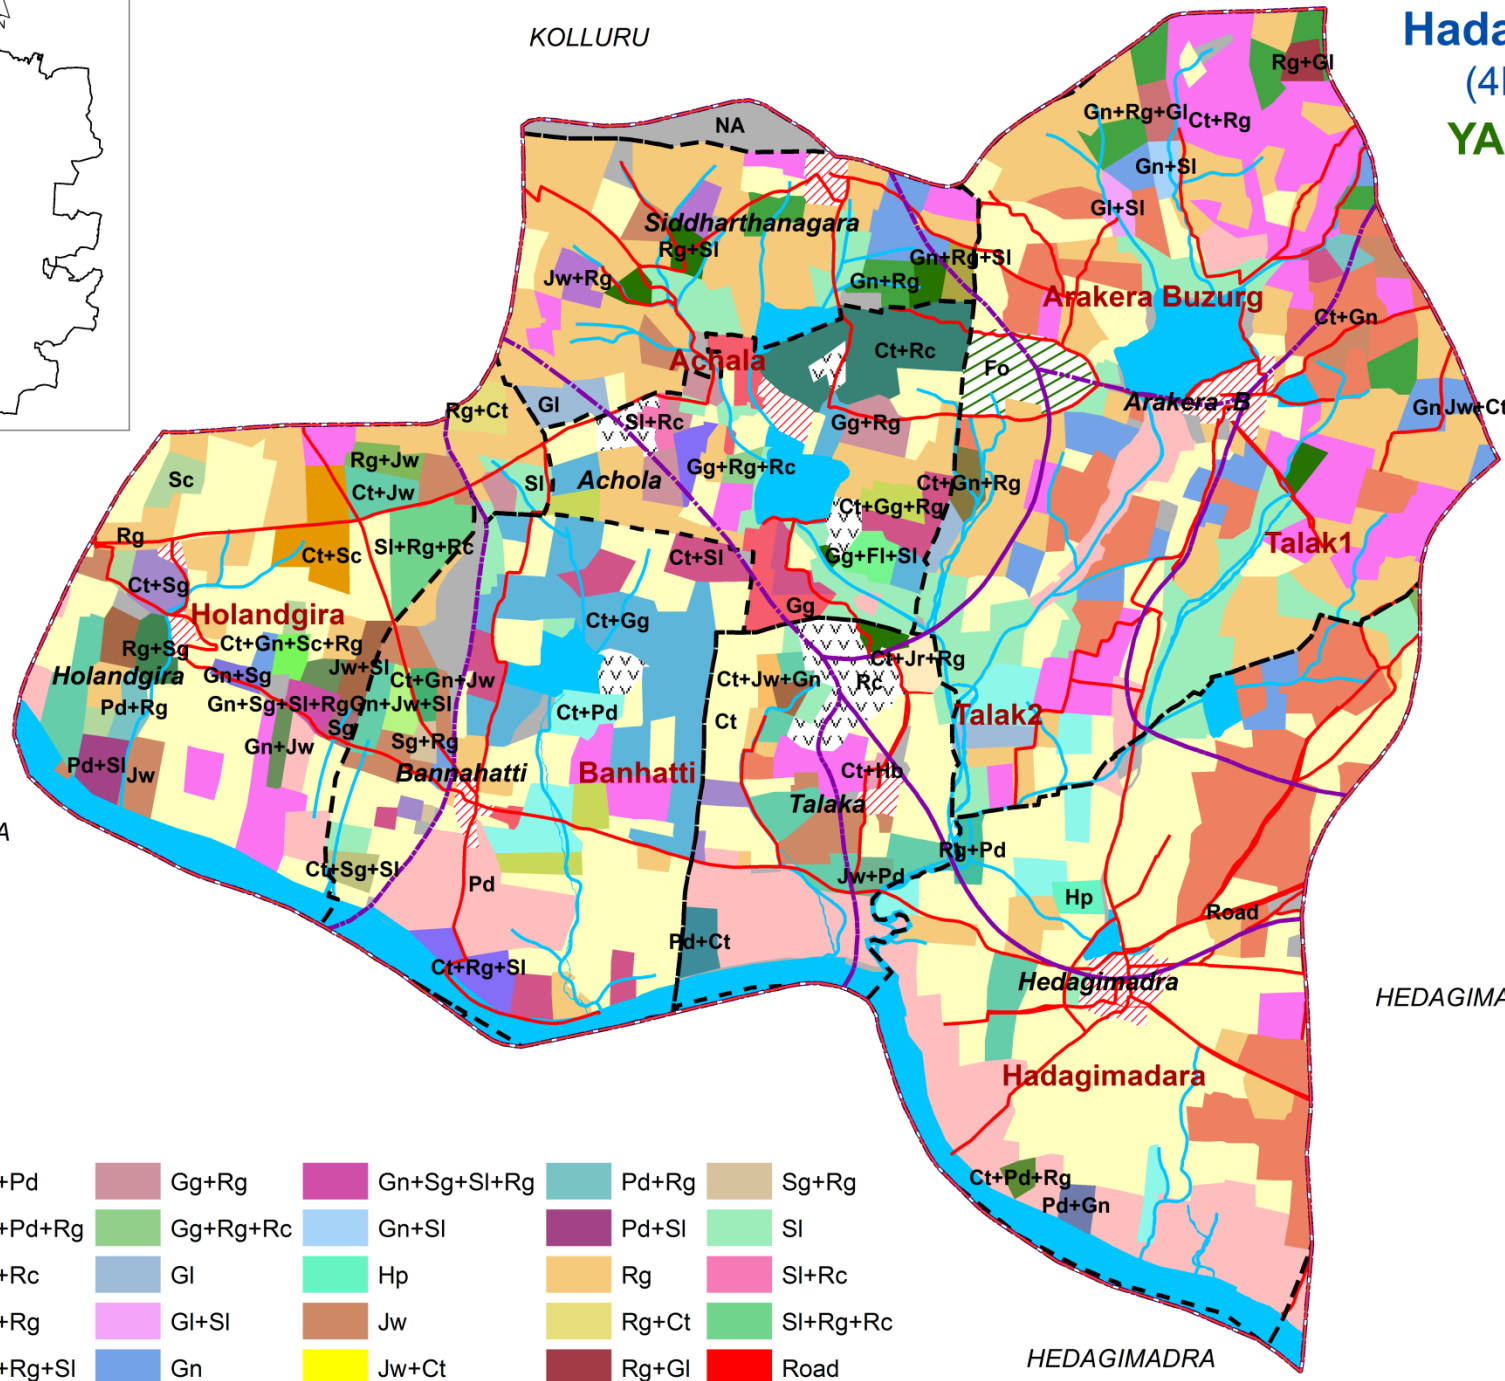 N
KOLLURU
Hada
(4
YA
NA
Rg+Gl
Gn+Rg+Gl
Ct+Rg
Gn+Sl
Gl+Sl
Siddharthanagara
Rg+Sl
Jw+Rg
Gn+Rg+Sl
Gn+Rg
Arakera Buzurg
Ct+Gn
Achala
Ct+Rc
Fo
Arakera .B
Rg+Ct
Gl
Sl+Rc
Gg+Rg
Gn
Jw+Ct
Rg+Jw
Sc
Ct+Jw
Sl
Achola
Gg+Rg+Rc
Ct+Gn+Rg
Ct+Gg+Rg
Rg
Ct+Sc
Sl+Rg+Rc
Ct+Sl
Gg+Fl+Sl
Talak1
Ct+Sg
Holandgira
Ct+Gg
Gg
Rg+Sg
Ct+Gn+Sc+Rg
Holandgira
Gn+Sg
Jw+Sl
Ct+Gn+Jw
Ct+Jw+Gn
Ct+Jr+Rg
Rc
Pd+Rg
Gn+Sg+Sl+Rg
Gn+Jw+Sl
Ct+Pd
Ct
Talak2
Sg
Gn+Jw
Sg+Rg
Pd+Sl
Jw
Bannahatti
Banhatti
Ct+Hb
Talaka
A
Rg+Pd
Ct+Sg+Sl
Pd
Jw+Pd
Hp
Road
Pd+Ct
Ct+Rg+Sl
Hedagimadra
HEDAGIMA
Hadagimadara
Ct+Pd+Rg
Pd+Gn
+Pd
Gg+Rg
Gn+Sg+Sl+Rg
Pd+Rg
Sg+Rg
+Pd+Rg
Gg+Rg+Rc
Gn+Sl
Pd+Sl
Sl
+Rc
Gl
Hp
Rg
Sl+Rc
+Rg
Gl+Sl
Jw
Rg+Ct
Sl+Rg+Rc
+Rg+Sl
Gn
Jw+Ct
Rg+Gl
Road
HEDAGIMADRA